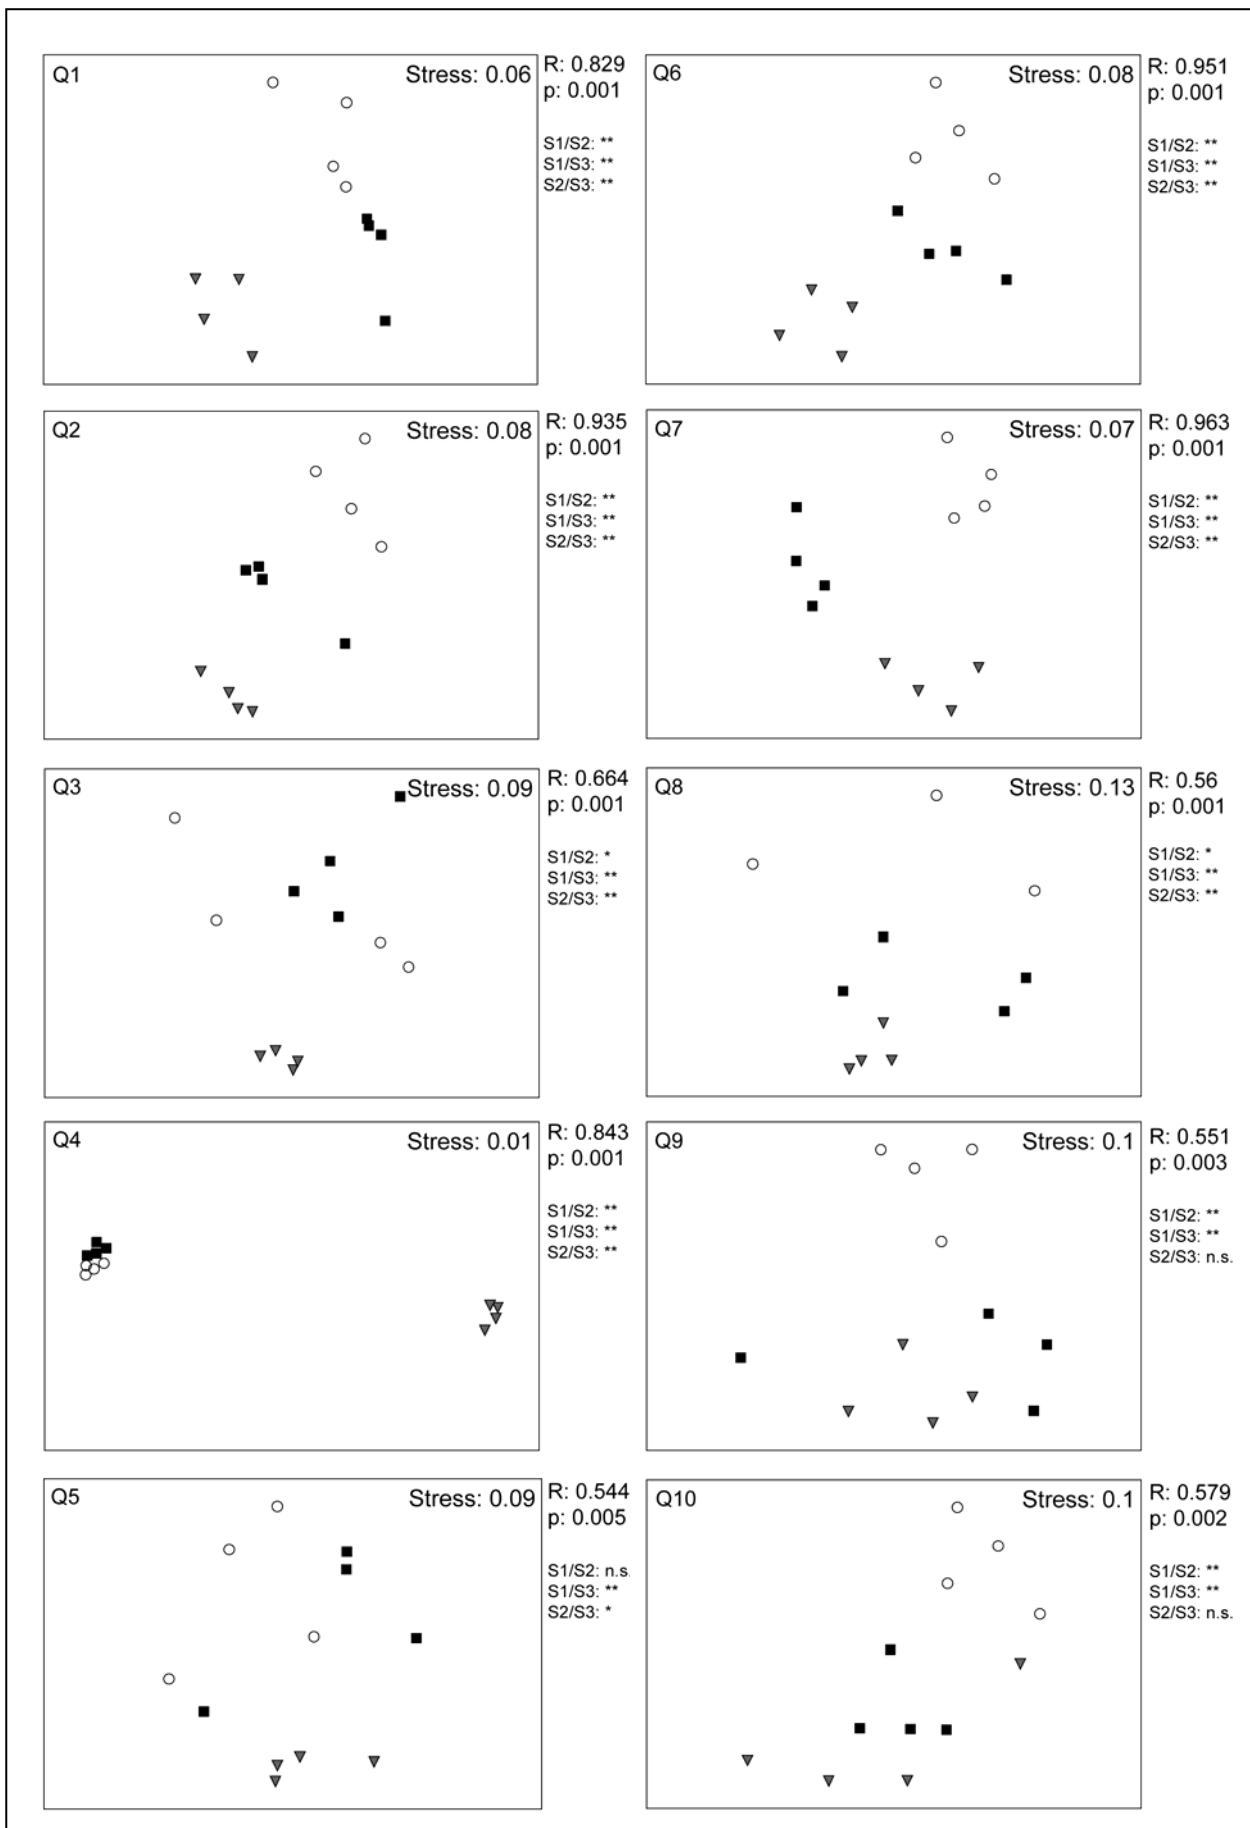 Q1
Stress: 0.06
R: 0.829
p: 0.001
S1/S2: **
S1/S3: **
S2/S3: **
Q6
Stress: 0.08
R: 0.951
p: 0.001
S1/S2: **
S1/S3: **
S2/S3: **
Q2
Stress: 0.08
R: 0.935
p: 0.001
S1/S2: **
S1/S3: **
S2/S3: **
Q7
Stress: 0.07
R: 0.963
p: 0.001
S1/S2: **
S1/S3: **
S2/S3: **
Q3
Stress: 0.09
R: 0.664
p: 0.001
S1/S2: *
S1/S3: **
S2/S3: **
Q8
Stress: 0.13
R: 0.56
p: 0.001
S1/S2: *
S1/S3: **
S2/S3: **
Q4
Stress: 0.01
R: 0.843
p: 0.001
S1/S2: **
S1/S3: **
S2/S3: **
Q9
Stress: 0.1
R: 0.551
p: 0.003
S1/S2: **
S1/S3: **
S2/S3: n.s.
Q5
Stress: 0.09
R: 0.544
p: 0.005
S1/S2: n.s.
S1/S3: **
S2/S3: *
Q10
Stress: 0.1
R: 0.579
p: 0.002
S1/S2: **
S1/S3: **
S2/S3: n.s.